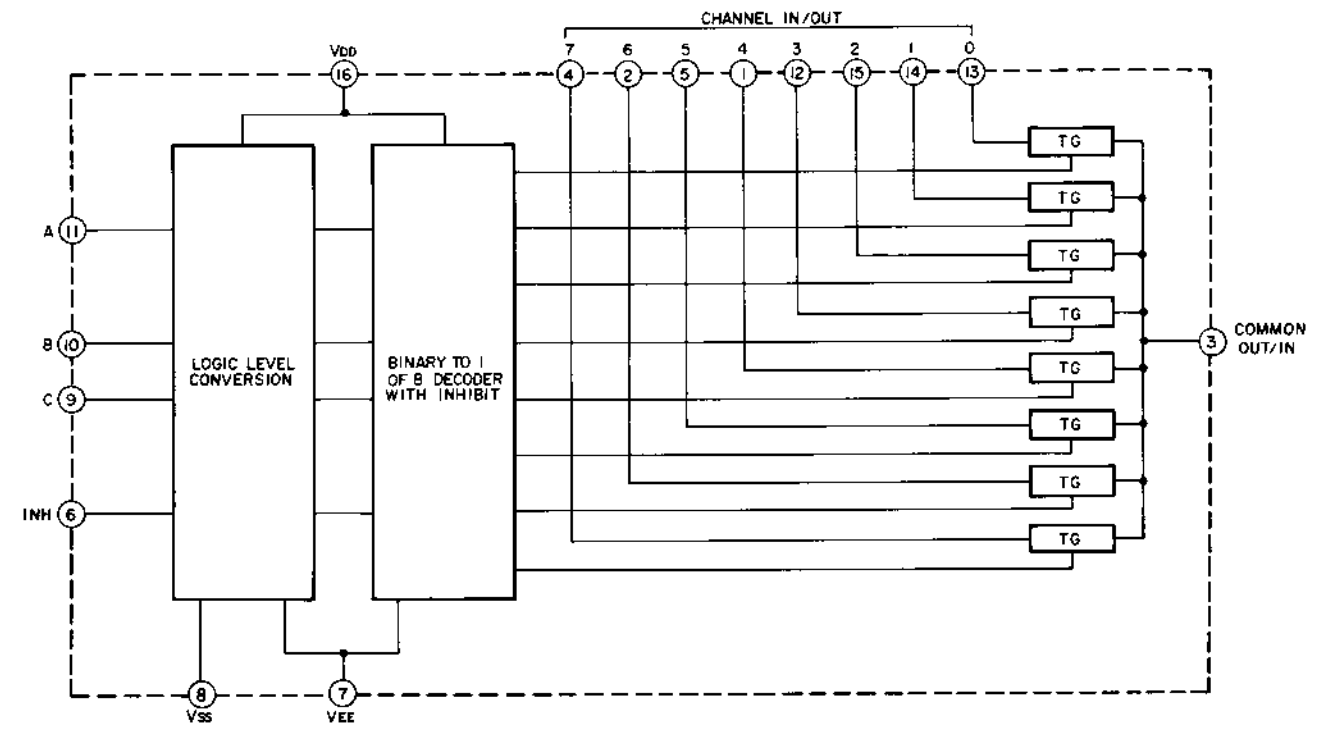 CHANNEL IN/OUT
7 6 5 4 3 2 1 0
VDD
16 4 2 5 1 12 15 14 13
TG
TG
A 11
TG
TG
B 10
3 COMMON
OUT/IN
LOGIC LEVEL
CONVERSION
BINARY TO 1
OF 8 DECODER
WITH INHIBIT
TG
C 9
TG
TG
INH 6
TG
8
VSS
7
VEE